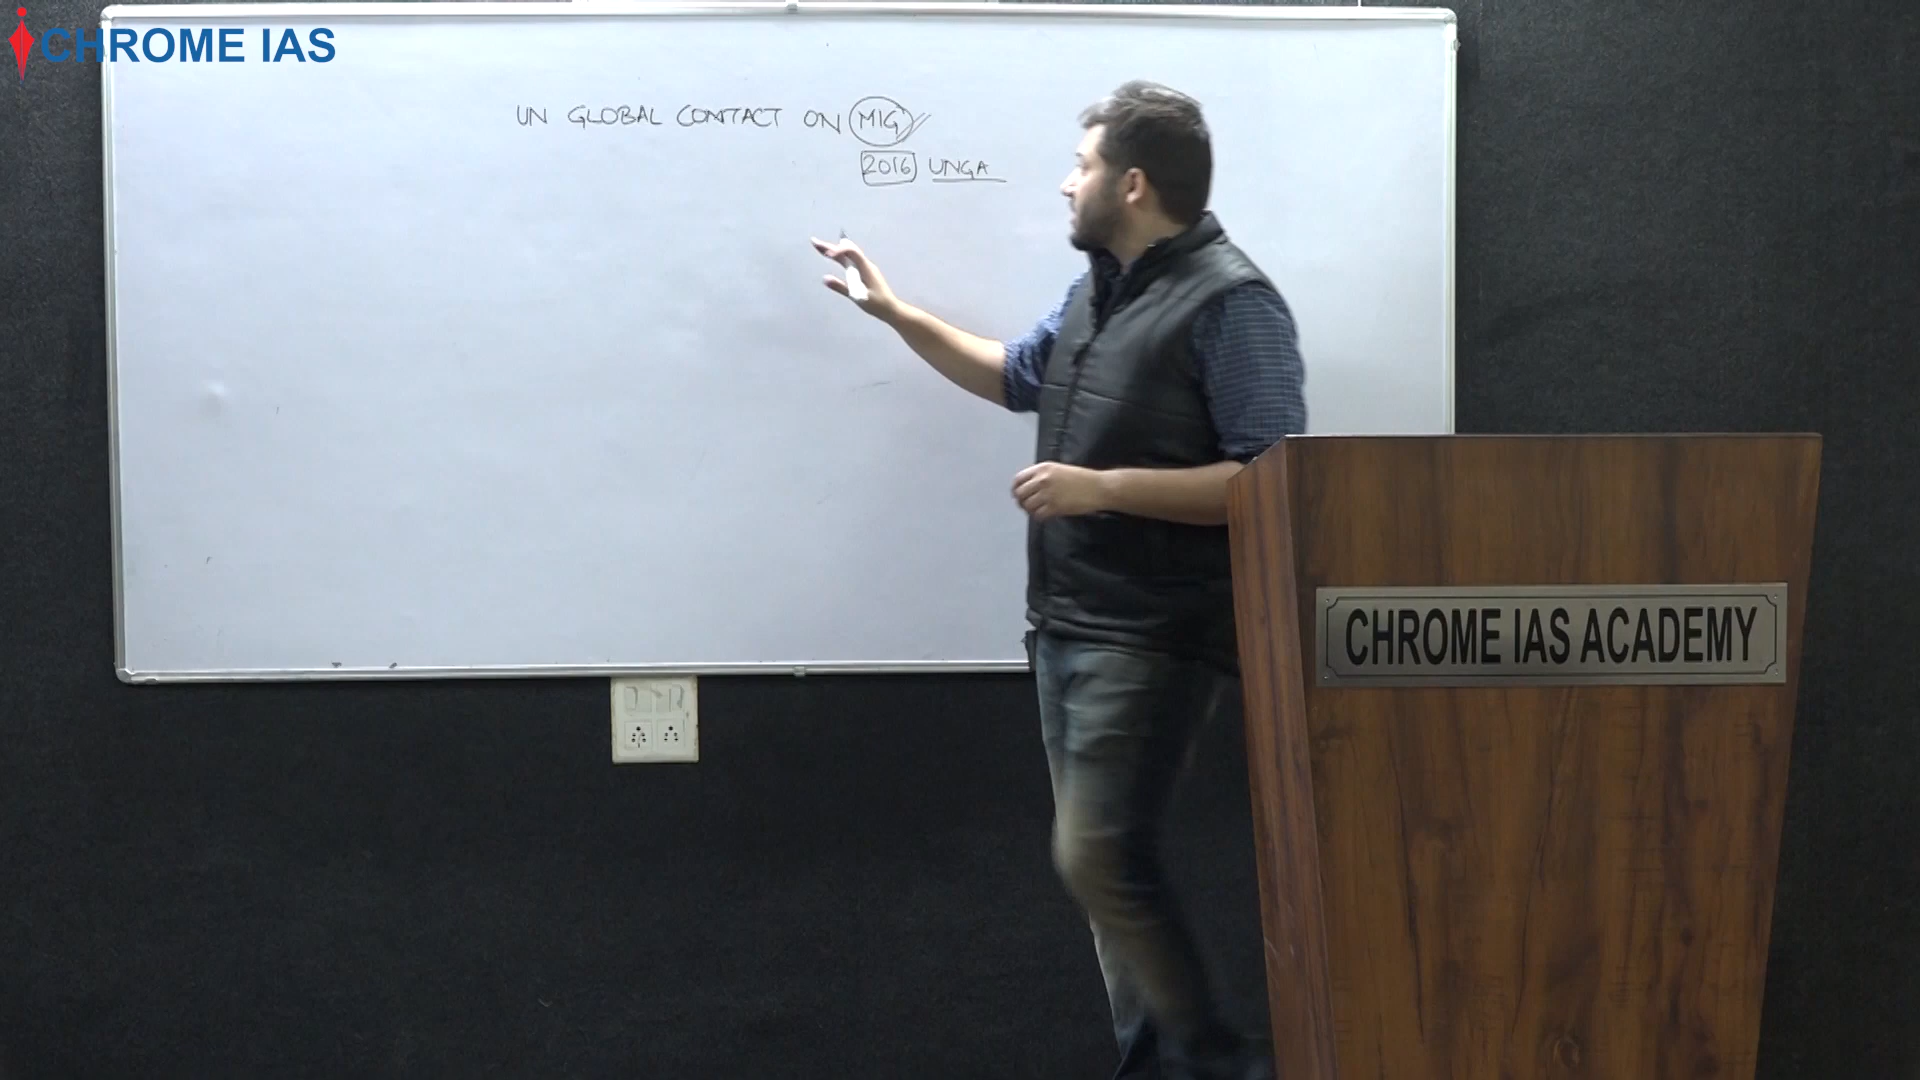 CHROME IAS
UN GLOBAL CONTACT ON MIG
2016 UNGA
CHROME IAS ACADEMY